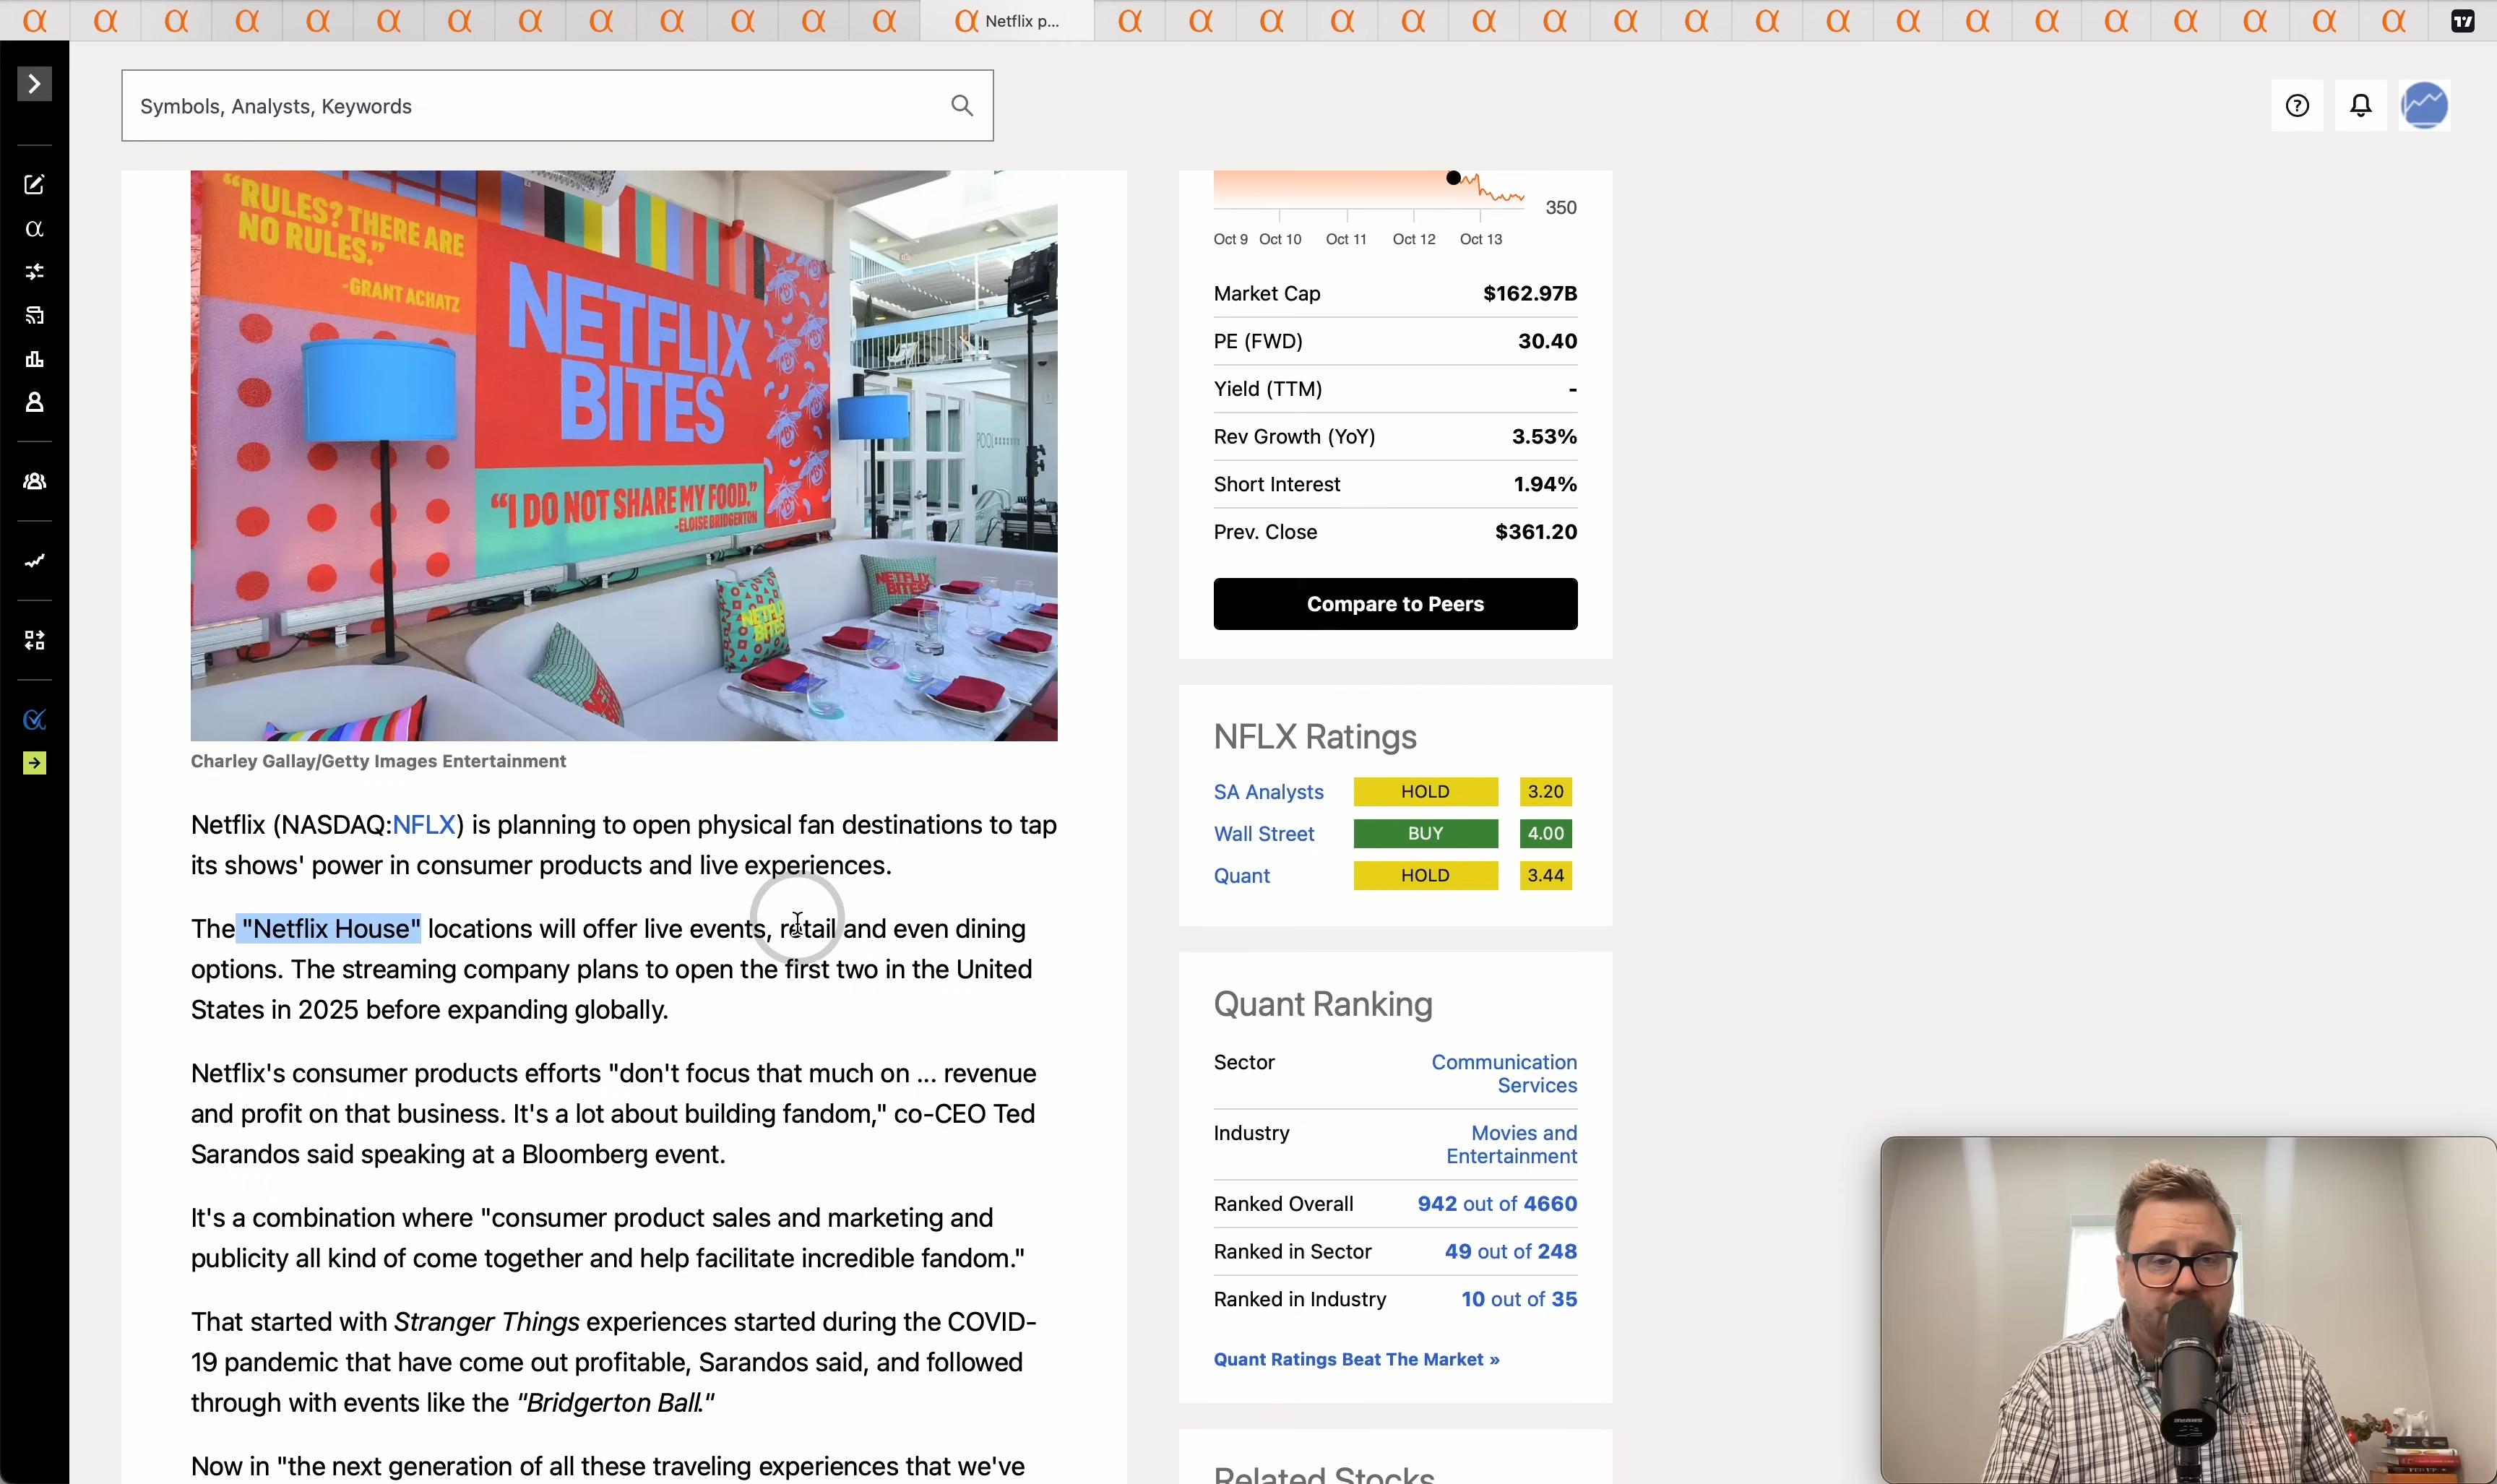 Netflix p...
Symbols, Analysts, Keywords
“RULES? THERE ARE
NO RULES.”
-GRANT ACHATZ
NETFLIX
BITES
“I DO NOT SHARE MY FOOD.”
-ELOISE BRIDGERTON
POOL
NETFLIX
BITES
NETFLIX
BITES
Charley Gallay/Getty Images Entertainment
Netflix (NASDAQ:NFLX) is planning to open physical fan destinations to tap
its shows' power in consumer products and live experiences.
The "Netflix House" locations will offer live events, retail and even dining
options. The streaming company plans to open the first two in the United
States in 2025 before expanding globally.
Netflix's consumer products efforts "don't focus that much on ... revenue
and profit on that business. It's a lot about building fandom," co-CEO Ted
Sarandos said speaking at a Bloomberg event.
It's a combination where "consumer product sales and marketing and
publicity all kind of come together and help facilitate incredible fandom."
That started with Stranger Things experiences started during the COVID-
19 pandemic that have come out profitable, Sarandos said, and followed
through with events like the "Bridgerton Ball."
Now in "the next generation of all these traveling experiences that we've
350
Oct 9 Oct 10 Oct 11 Oct 12 Oct 13
Market Cap $162.97B
PE (FWD) 30.40
Yield (TTM) -
Rev Growth (YoY) 3.53%
Short Interest 1.94%
Prev. Close $361.20
Compare to Peers
NFLX Ratings
SA Analysts HOLD 3.20
Wall Street BUY 4.00
Quant HOLD 3.44
Quant Ranking
Sector Communication
Services
Industry Movies and
Entertainment
Ranked Overall 942 out of 4660
Ranked in Sector 49 out of 248
Ranked in Industry 10 out of 35
Quant Ratings Beat The Market »
Related Stocks